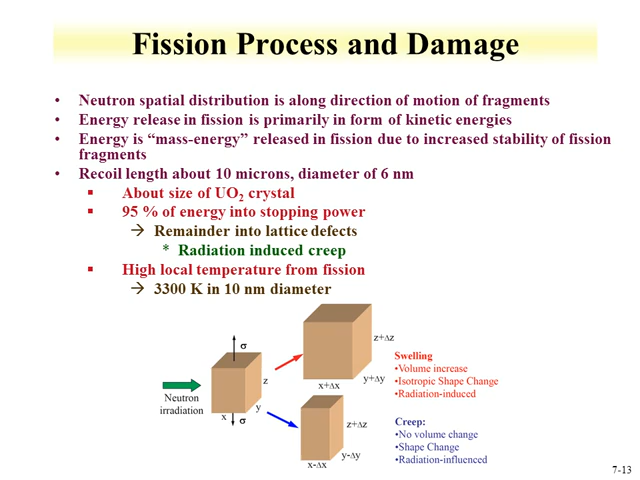 Fission Process and Damage
• Neutron spatial distribution is along direction of motion of fragments
• Energy release in fission is primarily in form of kinetic energies
• Energy is “mass-energy” released in fission due to increased stability of fission
fragments
• Recoil length about 10 microns, diameter of 6 nm
▪ About size of UO₂ crystal
▪ 95 % of energy into stopping power
→ Remainder into lattice defects
* Radiation induced creep
▪ High local temperature from fission
→ 3300 K in 10 nm diameter
σ
z
y
x
σ
Neutron
irradiation
z+Δz
y+Δy
x+Δx
Swelling
•Volume increase
•Isotropic Shape Change
•Radiation-induced
z+Δz
y-Δy
x-Δx
Creep:
•No volume change
•Shape Change
•Radiation-influenced
7-13